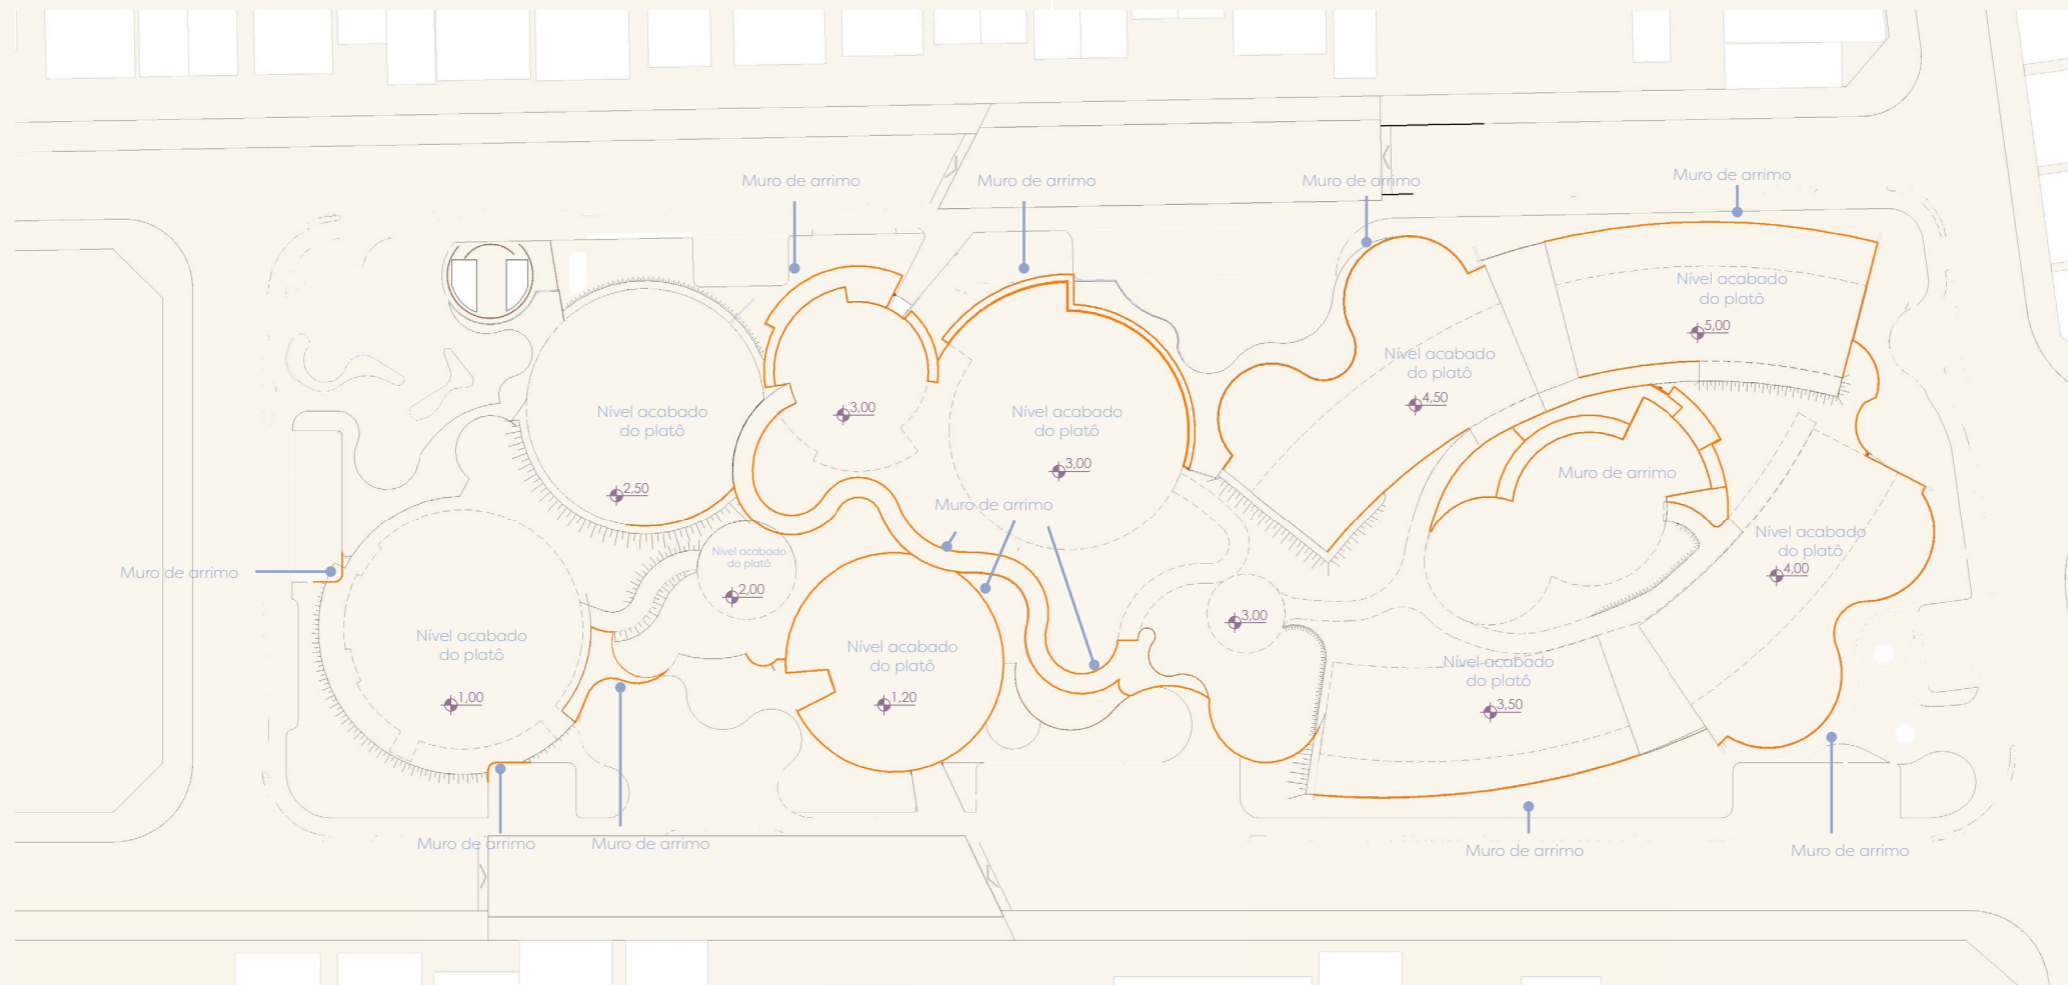 Muro de arrimo
Muro de arrimo
Muro de arrimo
Muro de arrimo
Nível acabado
do platô
5,00
Nível acabado
do platô
4,50
Nível acabado
do platô
2,50
3,00
Nível acabado
do platô
3,00
Muro de arrimo
Muro de arrimo
Nível acabado
do platô
2,00
Nível acabado
do platô
4,00
Muro de arrimo
3,00
Nível acabado
do platô
1,00
Nível acabado
do platô
1,20
Nível acabado
do platô
3,50
Muro de arrimo
Muro de arrimo
Muro de arrimo
Muro de arrimo